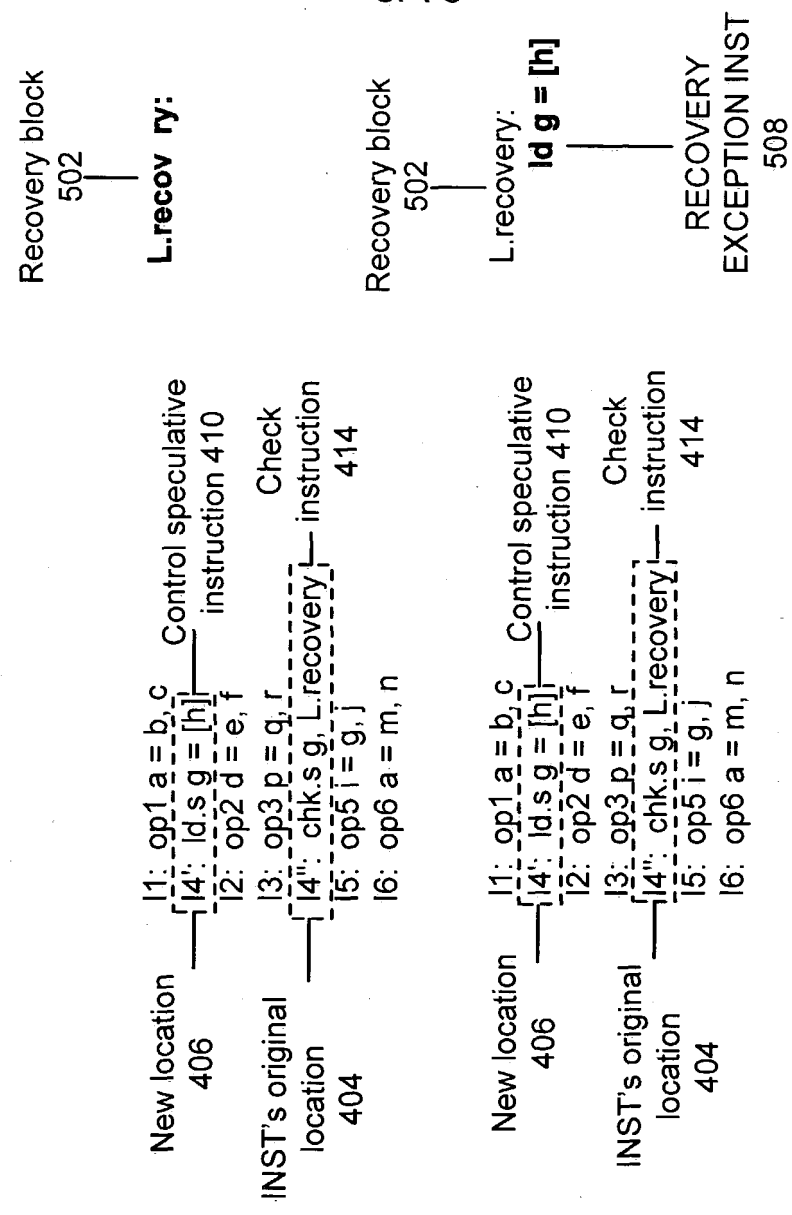 New location
406
INST's original
location
404
I1: op1 a = b, c
I4': ld.s g = [h]
I2: op2 d = e, f
I3: op3 p = q, r
I4": chk.s g, L.recovery
I5: op5 i = g, j
I6: op6 a = m, n
Control speculative
instruction 410
Check
instruction
414
Recovery block
502
L.recov ry:
New location
406
INST's original
location
404
I1: op1 a = b, c
I4': ld.s g = [h]
I2: op2 d = e, f
I3: op3 p = q, r
I4": chk.s g, L.recovery
I5: op5 i = g, j
I6: op6 a = m, n
Control speculative
instruction 410
Check
instruction
414
Recovery block
502
L.recovery:
ld g = [h]
RECOVERY
EXCEPTION INST
508